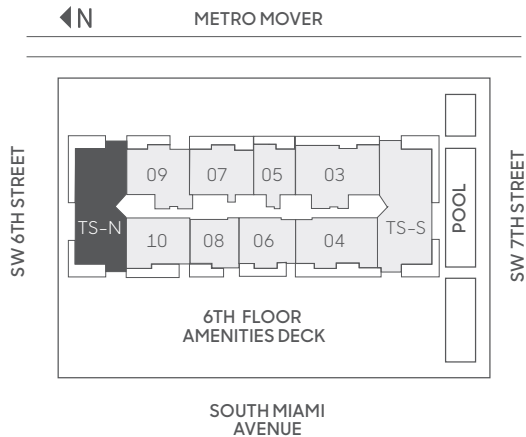 N
METRO MOVER
SW 6TH STREET
09
07
05
03
TS-N
TS-S
10
08
06
04
POOL
SW 7TH STREET
6TH FLOOR
AMENITIES DECK
SOUTH MIAMI
AVENUE